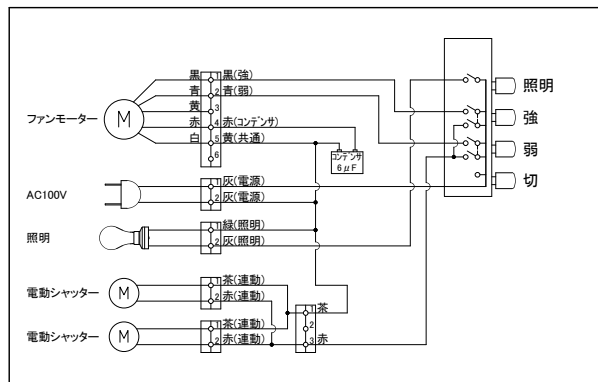 ファンモーター
M
黒
青
黄
赤
白
1
2
3
4
5
6
黒(強)
青(弱)
赤(コンデンサ)
黄(共通)
コンデンサ
6μF
照明
強
弱
切
AC100V
1
2
灰(電源)
灰(電源)
照明
1
2
緑(照明)
灰(照明)
電動シャッター
M
1
2
茶(連動)
赤(連動)
電動シャッター
M
1
2
茶(連動)
赤(連動)
1
2
3
茶
赤